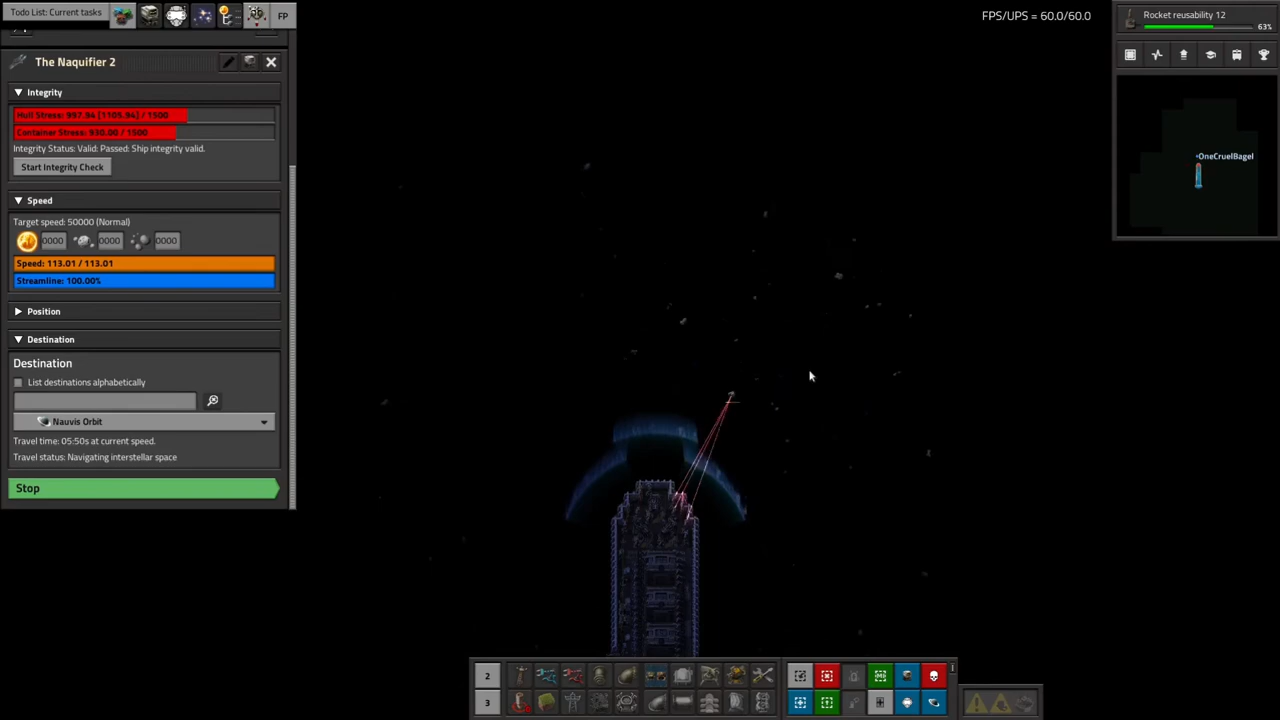 Todo List: Current tasks
FP
FPS/UPS = 60.0/60.0
Rocket reusability 12
63%
The Naquifier 2
Integrity
Hull Stress: 997.94 [1105.94] / 1500
Container Stress: 930.00 / 1500
Integrity Status: Valid: Passed: Ship integrity valid.
Start Integrity Check
Speed
Target speed: 50000 (Normal)
0000 0000 0000
Speed: 113.01 / 113.01
Streamline: 100.00%
Position
Destination
Destination
List destinations alphabetically
Nauvis Orbit
Travel time: 05:50s at current speed.
Travel status: Navigating interstellar space
Stop
OneCruelBagel
2
3